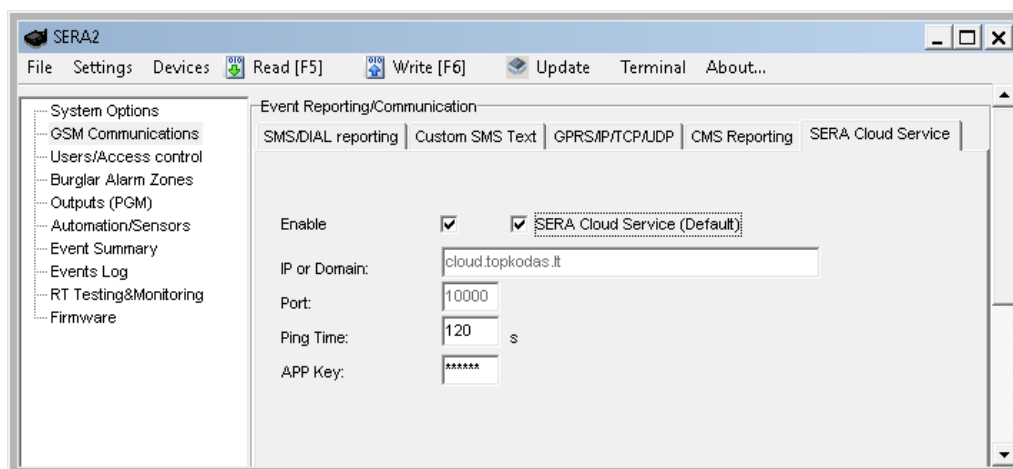 SERA2
File Settings Devices Read [F5] Write [F6] Update Terminal About...
System Options
GSM Communications
Users/Access control
Burglar Alarm Zones
Outputs (PGM)
Automation/Sensors
Event Summary
Events Log
RT Testing&Monitoring
Firmware
Event Reporting/Communication
SMS/DIAL reporting Custom SMS Text GPRS/IP/TCP/UDP CMS Reporting SERA Cloud Service
Enable SERA Cloud Service (Default)
IP or Domain: cloud.topkodas.lt
Port: 10000
Ping Time: 120 s
APP Key: ******